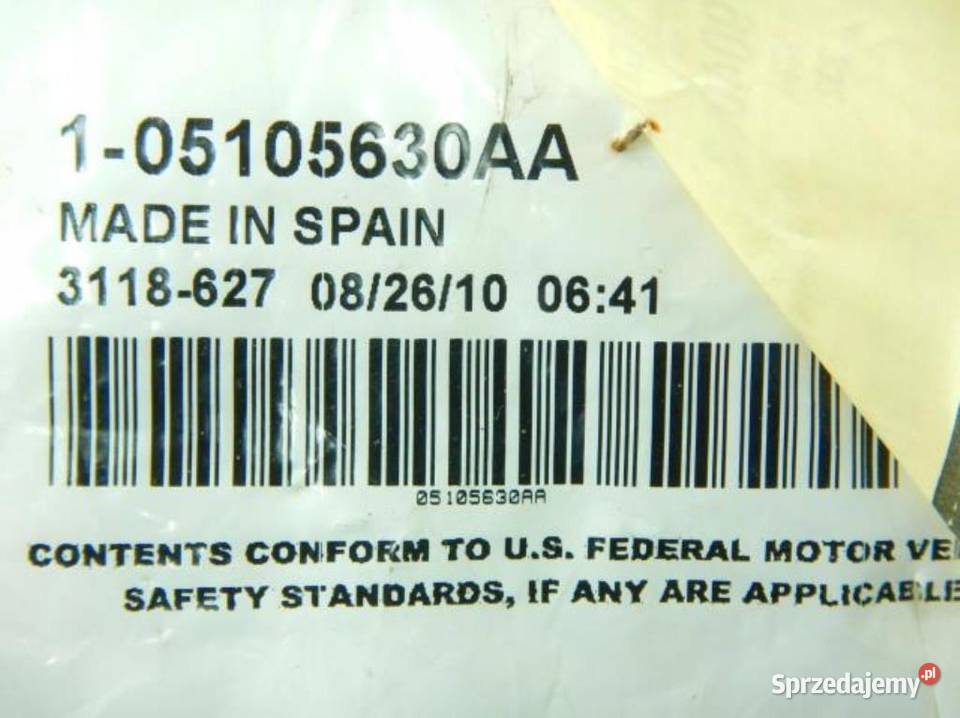 1-05105630AA
MADE IN SPAIN
3118-627 08/26/10 06:41
05105630AA
CONTENTS CONFORM TO U.S. FEDERAL MOTOR
SAFETY STANDARDS, IF ANY ARE APPLICABLE
Sprzedajemy.pl